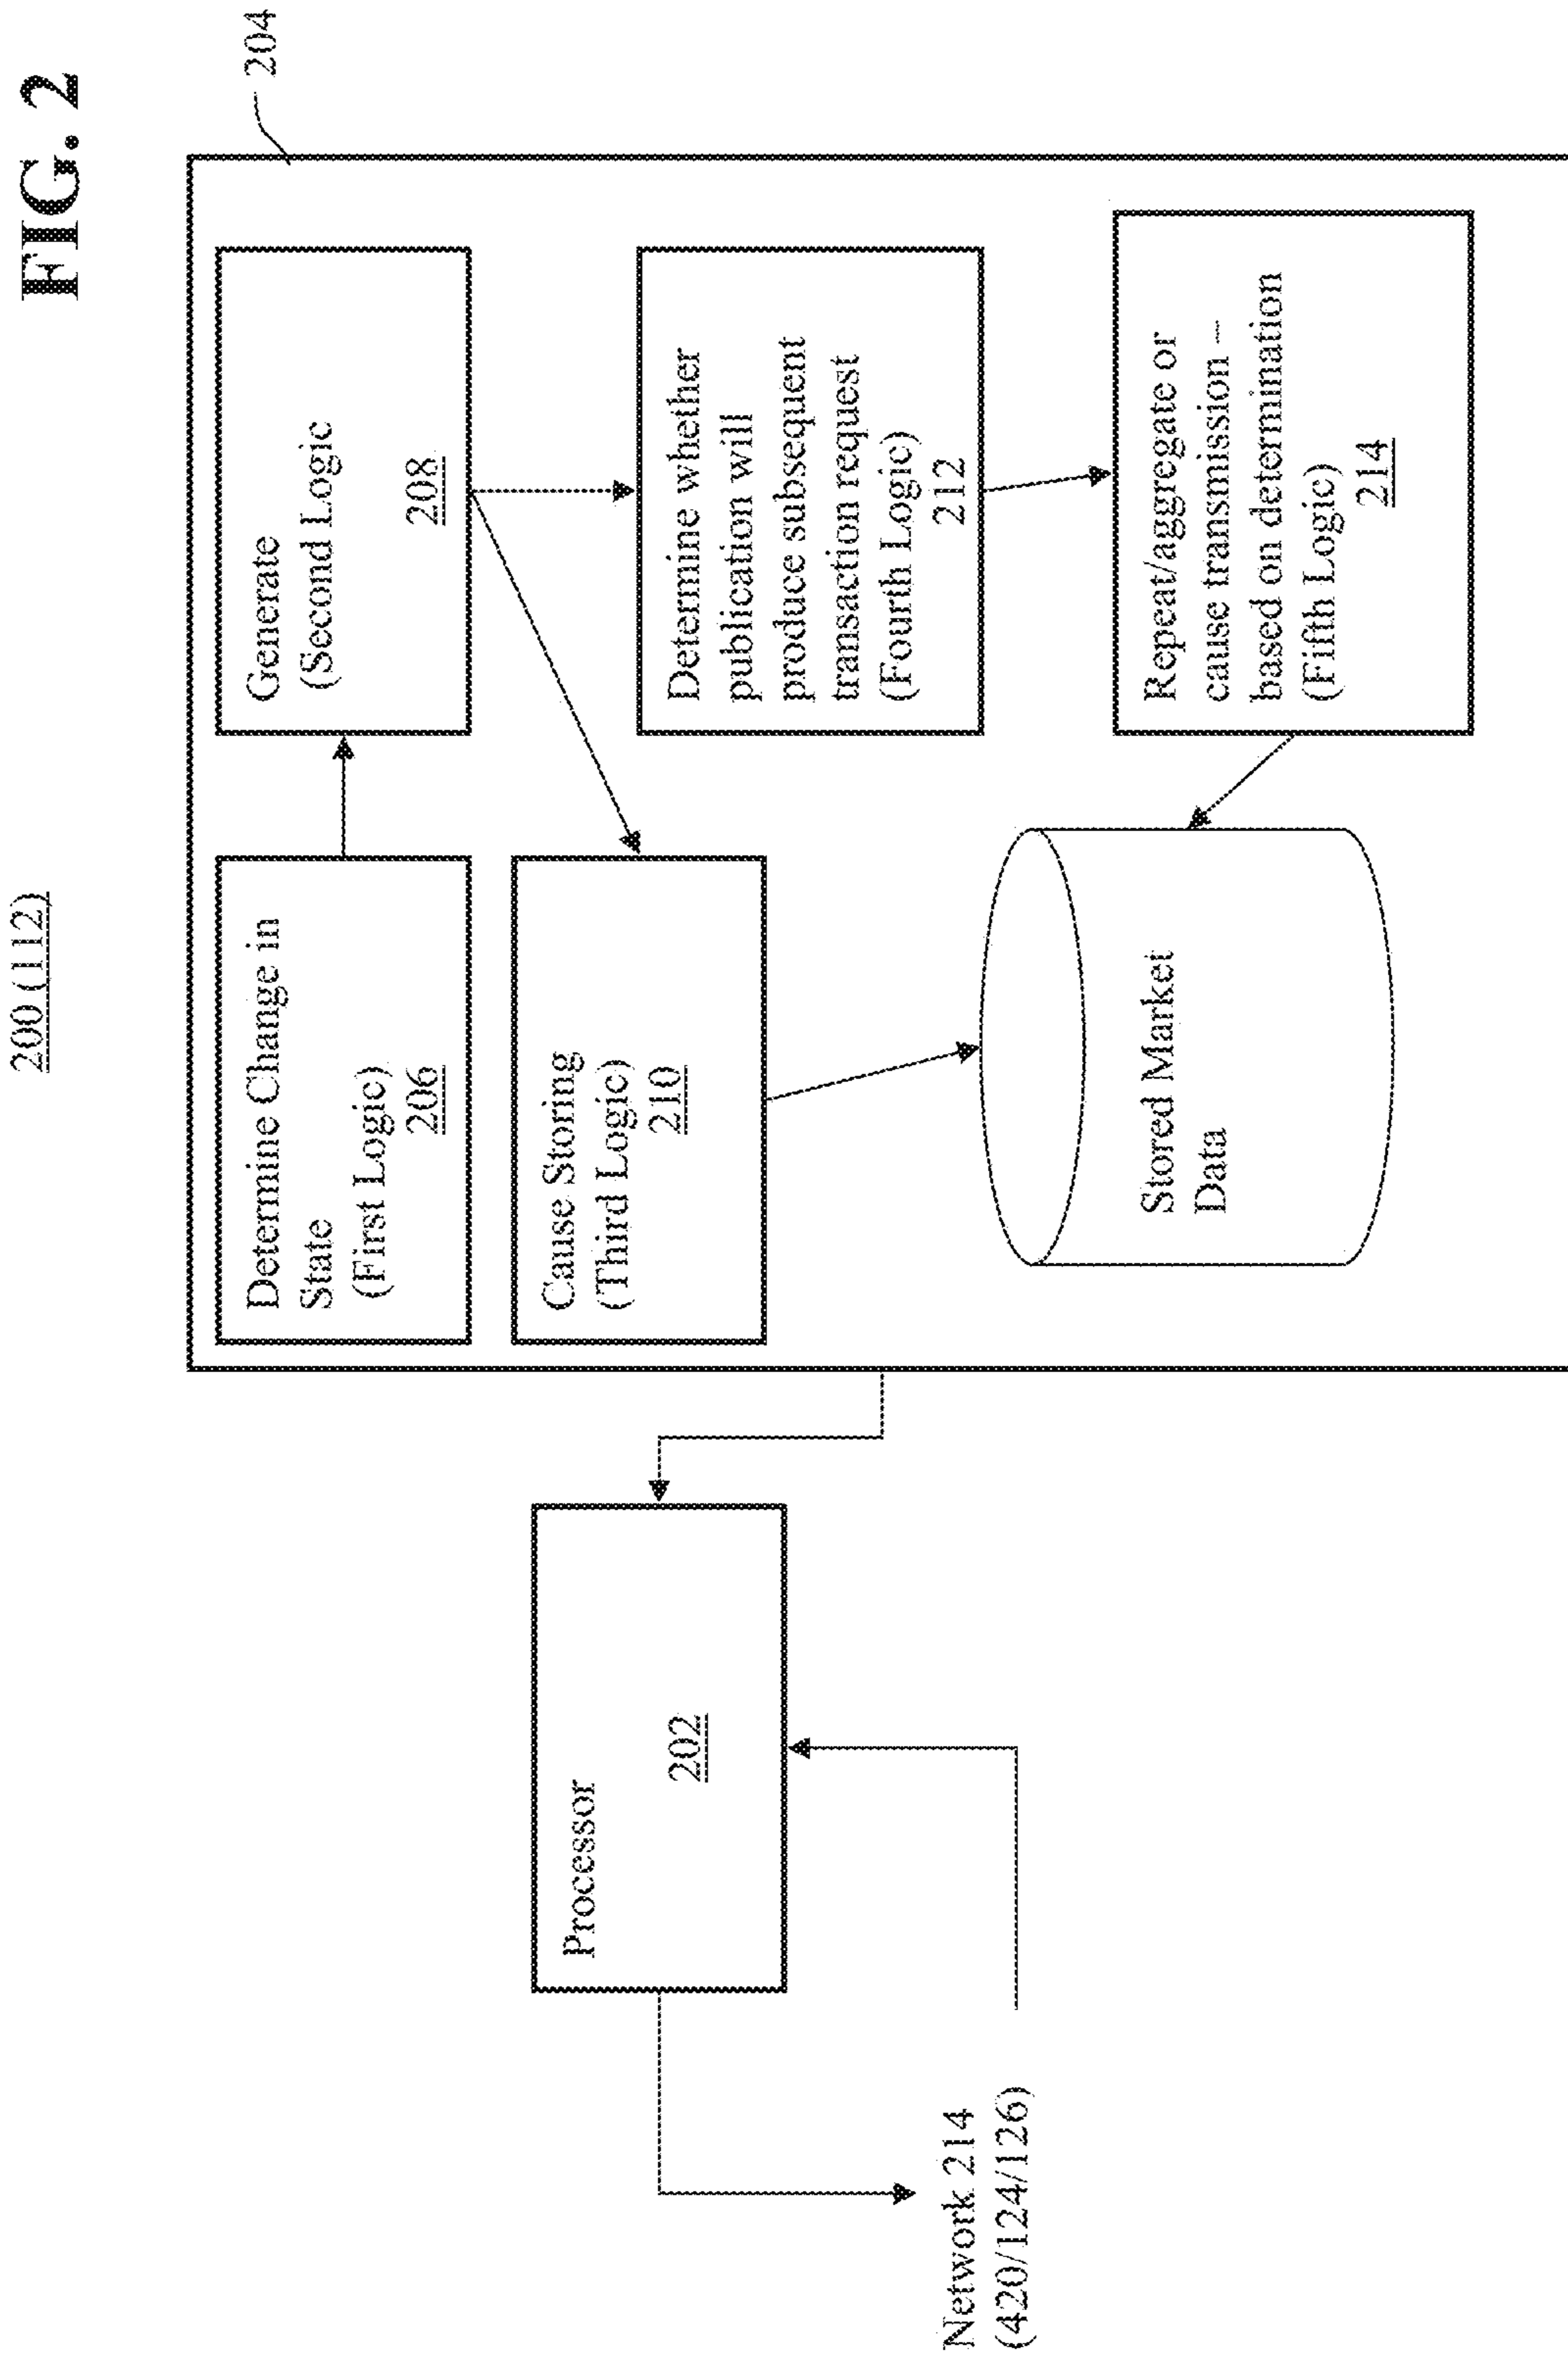 FIG. 2
200 (112)
204
Determine Change in
State
(First Logic)
206
Generate
(Second Logic
208
Cause Storing
(Third Logic)
210
Determine whether
publication will
produce subsequent
transaction request
(Fourth Logic)
212
Repeat/aggregate or
cause transmission –
based on determination
(Fifth Logic)
214
Stored Market
Data
Processor
202
Network 214
(420/124/126)